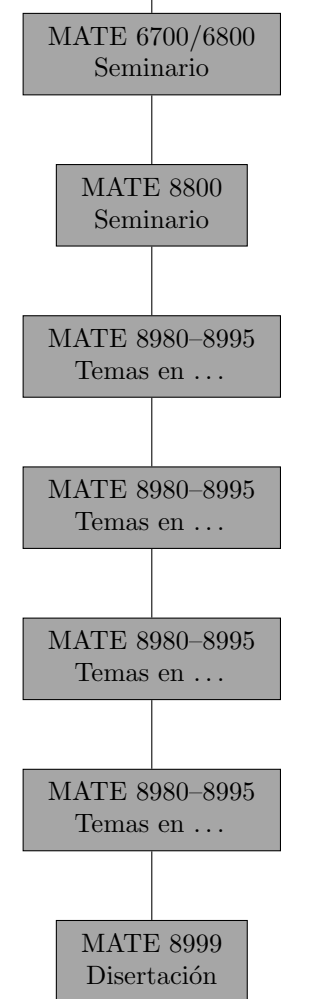 MATE 6700/6800
Seminario
MATE 8800
Seminario
MATE 8980–8995
Temas en ...
MATE 8980–8995
Temas en ...
MATE 8980–8995
Temas en ...
MATE 8980–8995
Temas en ...
MATE 8999
Disertación